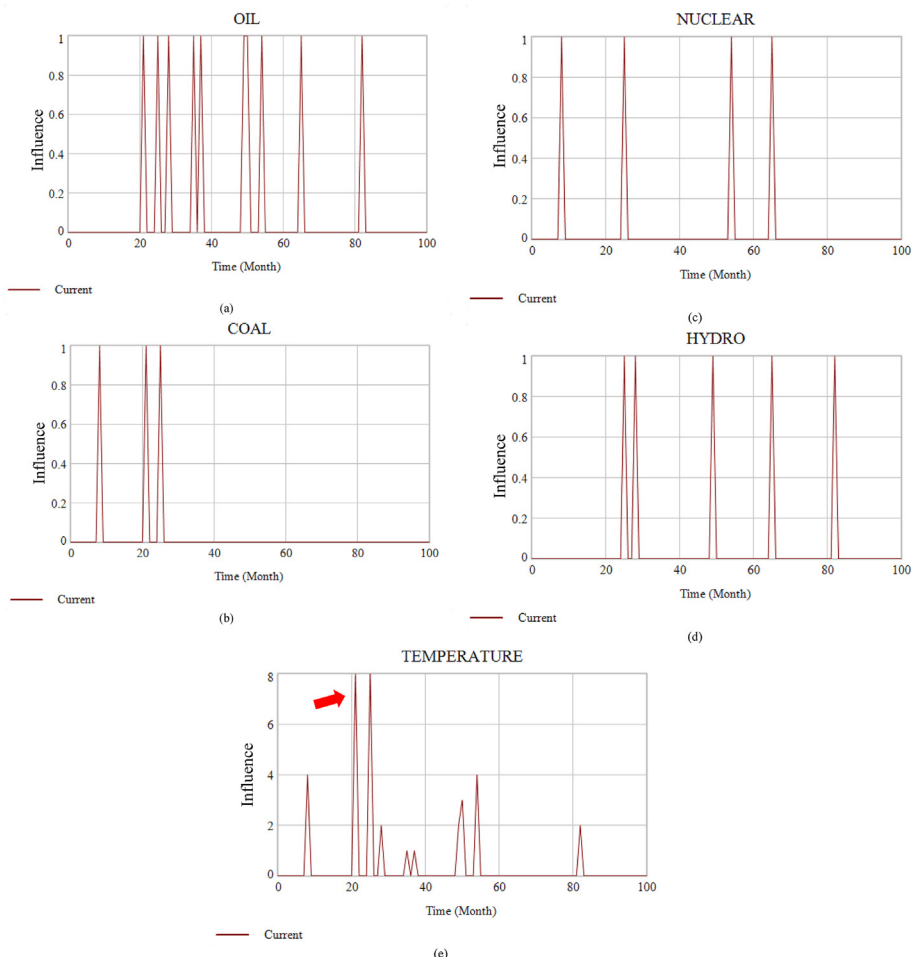 OIL
1
0.8
0.6
0.4
0.2
0
Influence
0 20 40 60 80 100
Time (Month)
Current
(a)
COAL
1
0.8
0.6
0.4
0.2
0
Influence
0 20 40 60 80 100
Time (Month)
Current
(b)
NUCLEAR
1
0.8
0.6
0.4
0.2
0
Influence
0 20 40 60 80 100
Time (Month)
Current
(c)
HYDRO
1
0.8
0.6
0.4
0.2
0
Influence
0 20 40 60 80 100
Time (Month)
Current
(d)
TEMPERATURE
8
6
4
2
0
Influence
0 20 40 60 80 100
Time (Month)
Current
(e)